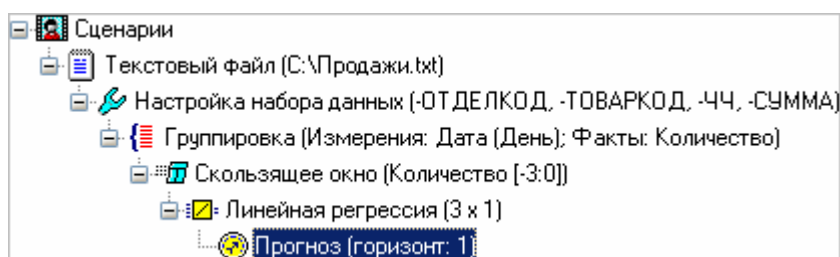 Сценарии
Текстовый файл (C:\Продажи.txt)
Настройка набора данных (-ОТДЕЛКОД, -ТОВАРКОД, -ЧЧ, -СУММА)
Группировка (Измерения: Дата (День); Факты: Количество)
Скользящее окно (Количество [-3:0])
Линейная регрессия (3 x 1)
Прогноз (горизонт: 1)